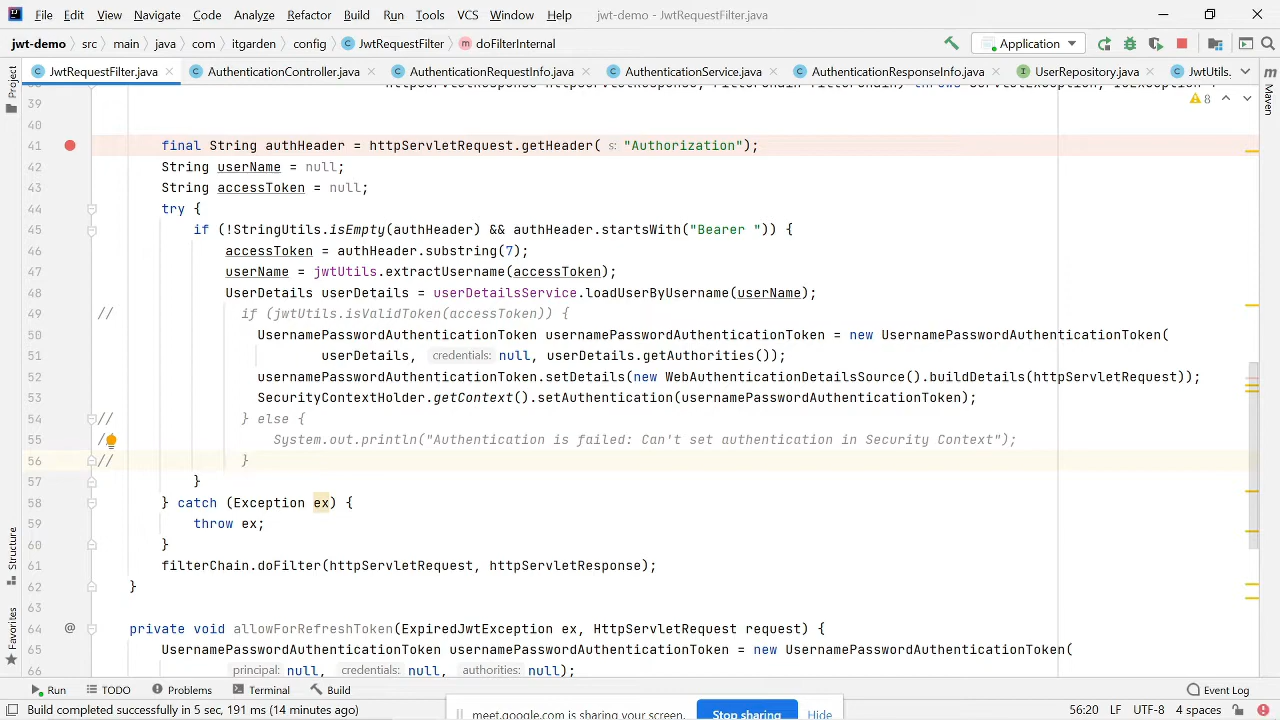 File Edit View Navigate Code Analyze Refactor Build Run Tools VCS Window Help jwt-demo - JwtRequestFilter.java
jwt-demo src main java com itgarden config JwtRequestFilter doFilterInternal Application
JwtRequestFilter.java AuthenticationController.java AuthenticationRequestInfo.java AuthenticationService.java AuthenticationResponseInfo.java UserRepository.java JwtUtils.
Project
Maven
8
39
40
41 final String authHeader = httpServletRequest.getHeader( s: "Authorization");
42 String userName = null;
43 String accessToken = null;
44 try {
45 if (!StringUtils.isEmpty(authHeader) && authHeader.startsWith("Bearer ")) {
46 accessToken = authHeader.substring(7);
47 userName = jwtUtils.extractUsername(accessToken);
48 UserDetails userDetails = userDetailsService.loadUserByUsername(userName);
49 // if (jwtUtils.isValidToken(accessToken)) {
50 UsernamePasswordAuthenticationToken usernamePasswordAuthenticationToken = new UsernamePasswordAuthenticationToken(
51 userDetails, credentials: null, userDetails.getAuthorities());
52 usernamePasswordAuthenticationToken.setDetails(new WebAuthenticationDetailsSource().buildDetails(httpServletRequest));
53 SecurityContextHolder.getContext().setAuthentication(usernamePasswordAuthenticationToken);
54 // } else {
55 / System.out.println("Authentication is failed: Can't set authentication in Security Context");
56 // }
57 }
58 } catch (Exception ex) {
59 throw ex;
60 }
61 filterChain.doFilter(httpServletRequest, httpServletResponse);
62 }
63
64 @ private void allowForRefreshToken(ExpiredJwtException ex, HttpServletRequest request) {
65 UsernamePasswordAuthenticationToken usernamePasswordAuthenticationToken = new UsernamePasswordAuthenticationToken(
66 principal: null, credentials: null, authorities: null);
Structure
Favorites
Run TODO Problems Terminal Build Event Log
Build completed successfully in 5 sec, 191 ms (14 minutes ago) 56:20 LF UTF-8 4 spaces
meet.google.com is sharing your screen. Stop sharing Hide